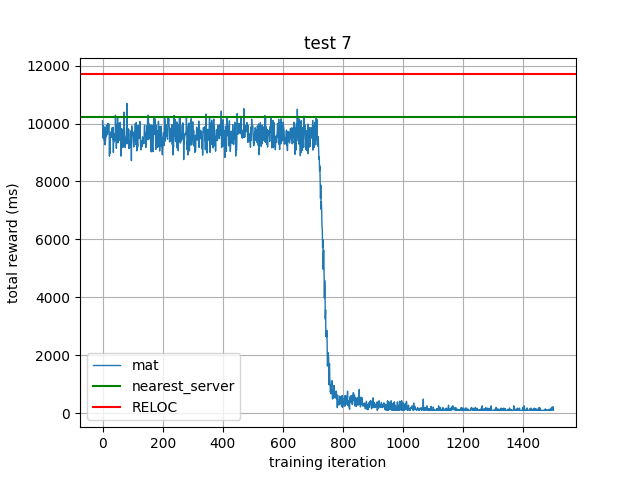 test 7
total reward (ms)
12000
10000
8000
6000
4000
2000
0
mat
nearest_server
RELOC
0 200 400 600 800 1000 1200 1400
training iteration